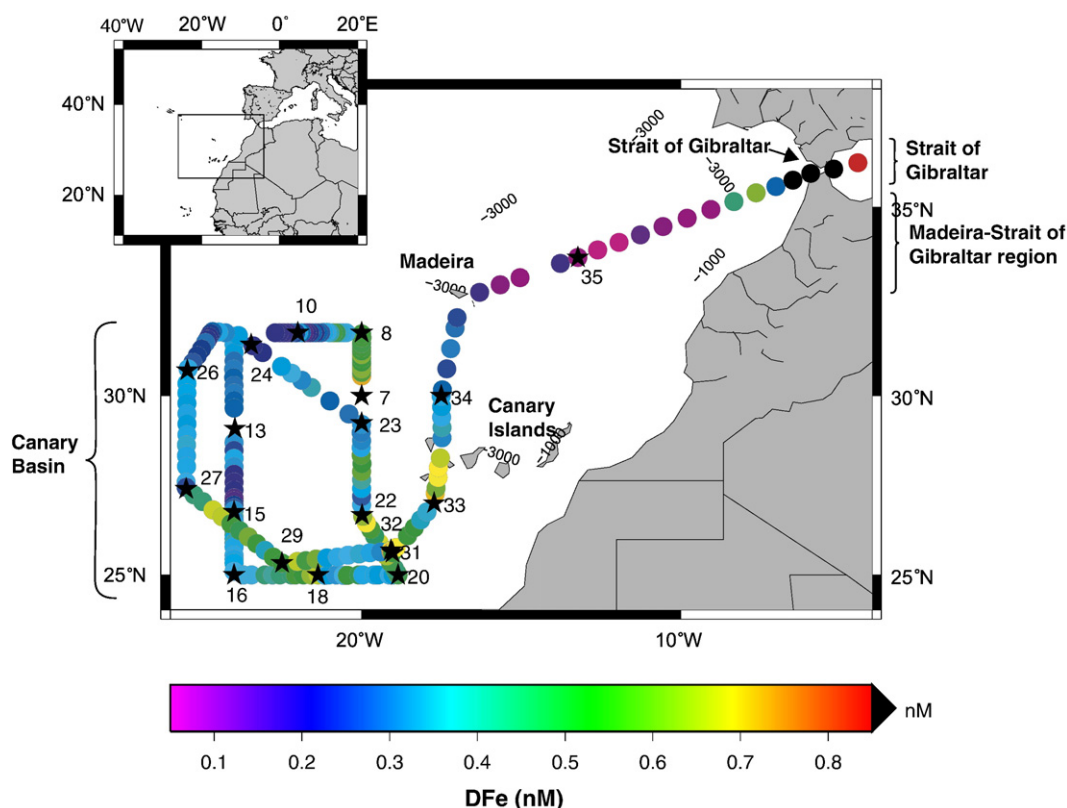 40°W
20°W
0°
20°E
40°N
20°N
−3000
Strait of Gibraltar
−3000
Strait of
Gibraltar
35°N
Madeira-Strait of
Gibraltar region
−3000
−1000
Madeira
−3000
35
10
8
26
24
7
30°N
34
23
13
Canary
Islands
−3000
−1000
Canary
Basin
27
22
33
15
32
29
31
16
18
20
25°N
20°W
10°W
nM
0.1
0.2
0.3
0.4
0.5
0.6
0.7
0.8
DFe (nM)